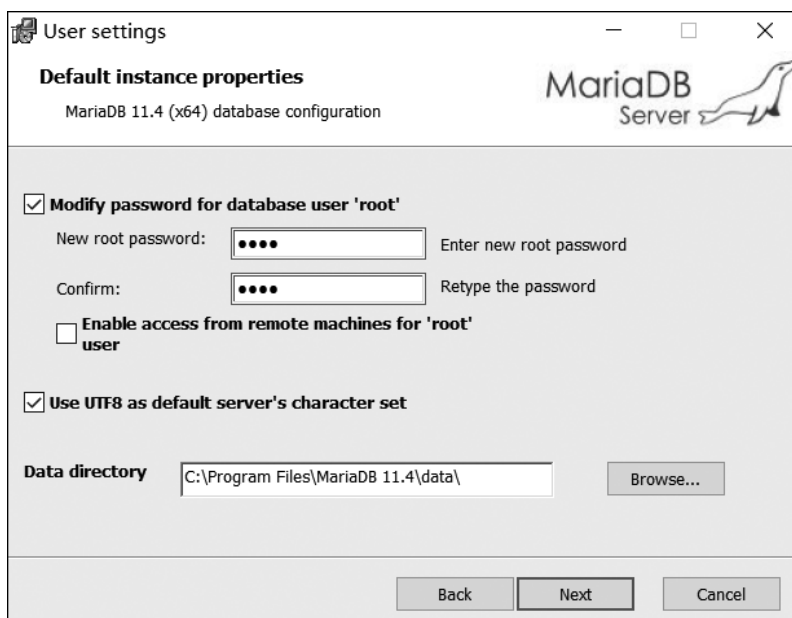 User settings
Default instance properties
MariaDB 11.4 (x64) database configuration
MariaDB
Server
Modify password for database user 'root'
New root password:
●●●●
Enter new root password
Confirm:
●●●●
Retype the password
Enable access from remote machines for 'root'
user
Use UTF8 as default server's character set
Data directory
C:\Program Files\MariaDB 11.4\data\
Browse...
Back
Next
Cancel